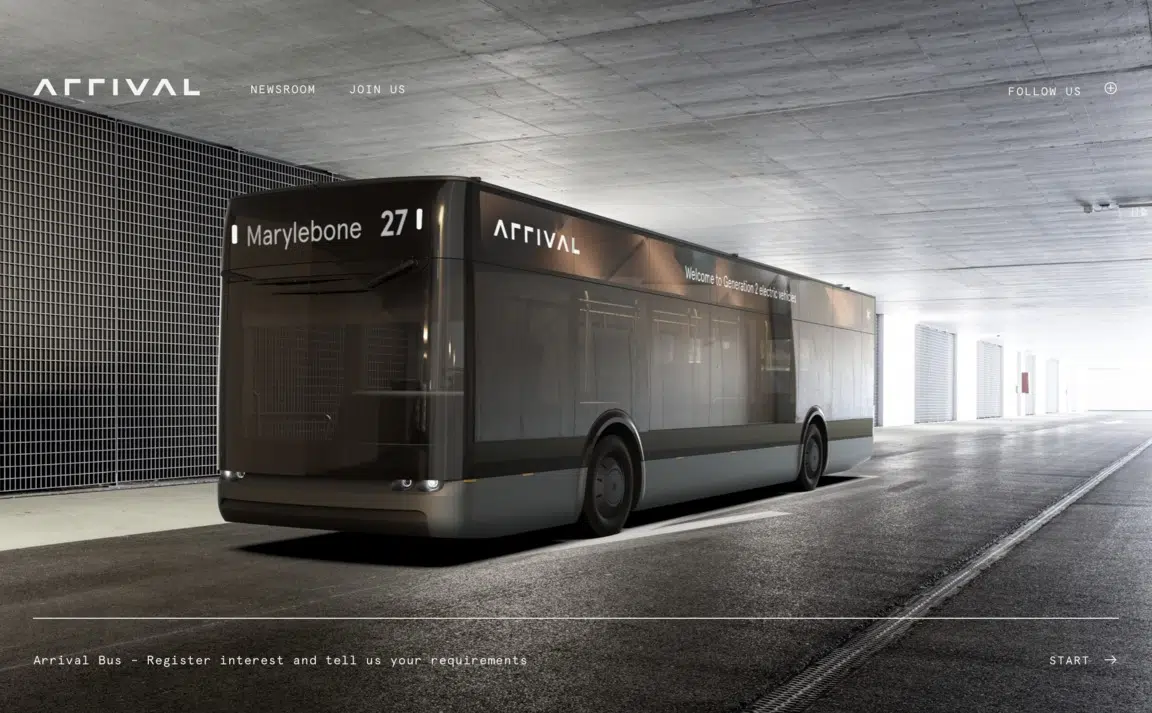 ARRIVAL
NEWSROOM
JOIN US
FOLLOW US
Marylebone 27
ARRIVAL
Welcome to Generation 2 electric vehicles
Arrival Bus - Register interest and tell us your requirements
START →